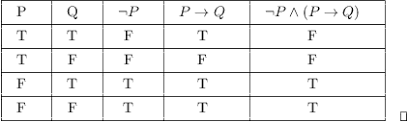 P Q ¬P P → Q ¬P ∧ (P → Q)
T T F T F
T F F F F
F T T T T
F F T T T